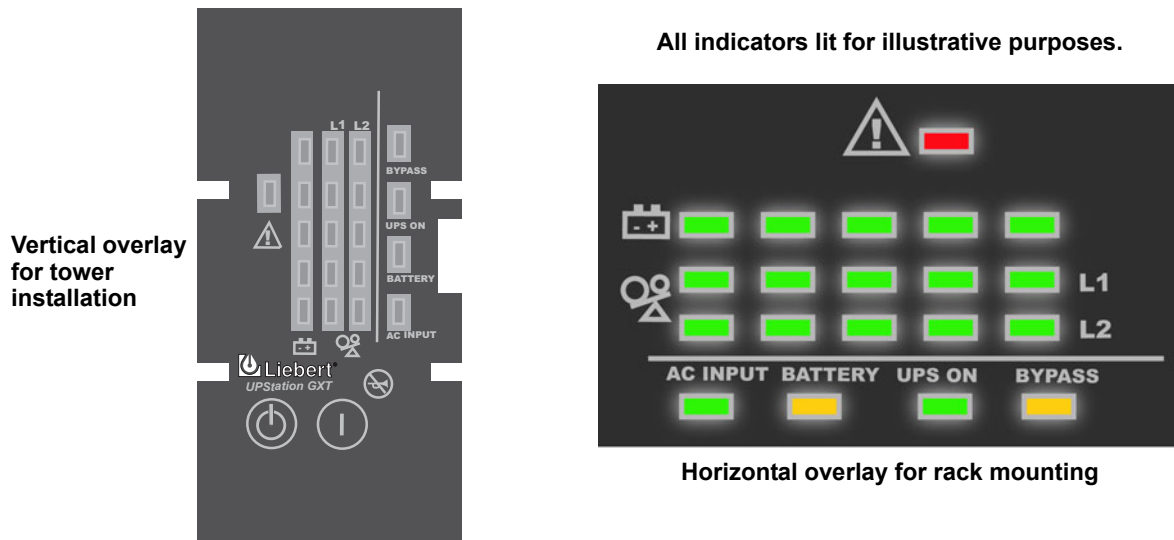 Vertical overlay
for tower
installation
L1 L2
BYPASS
UPS ON
BATTERY
AC INPUT
- +
Liebert®
UPStation GXT
All indicators lit for illustrative purposes.
- +
L1
L2
AC INPUT BATTERY UPS ON BYPASS
Horizontal overlay for rack mounting